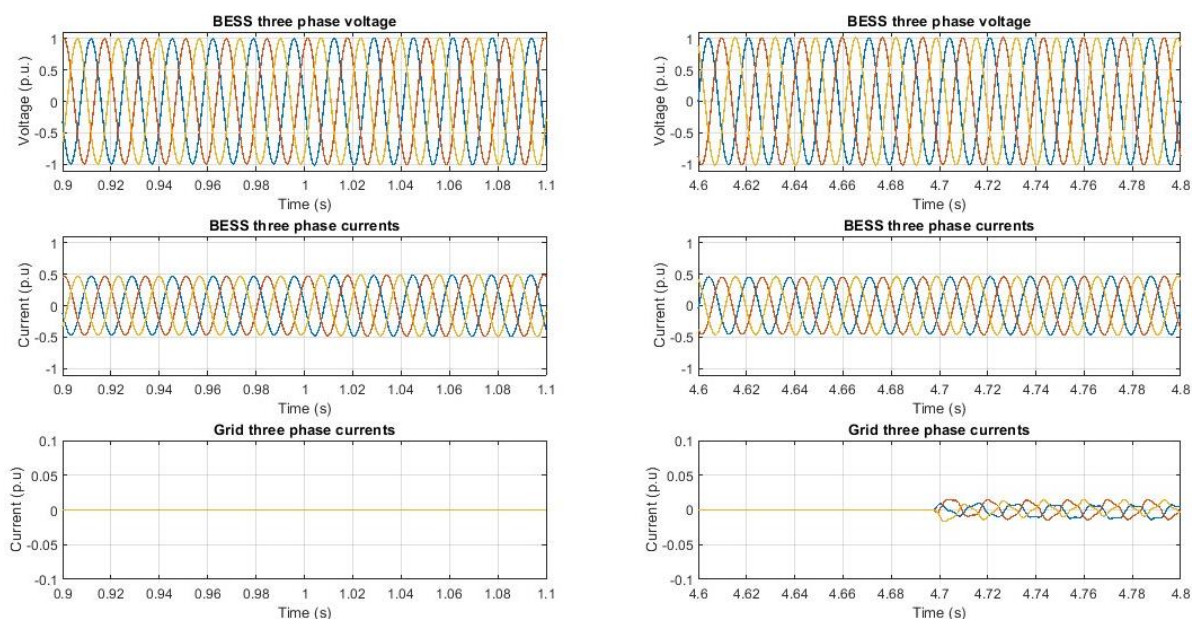 BESS three phase voltage
1
0.5
0
-0.5
-1
Voltage (p.u.)
0.9 0.92 0.94 0.96 0.98 1 1.02 1.04 1.06 1.08 1.1
Time (s)
BESS three phase currents
1
0.5
0
-0.5
-1
Current (p.u)
0.9 0.92 0.94 0.96 0.98 1 1.02 1.04 1.06 1.08 1.1
Time (s)
Grid three phase currents
0.1
0.05
0
-0.05
-0.1
Current (p.u)
0.9 0.92 0.94 0.96 0.98 1 1.02 1.04 1.06 1.08 1.1
Time (s)
BESS three phase voltage
1
0.5
0
-0.5
-1
Voltage (p.u.)
4.6 4.62 4.64 4.66 4.68 4.7 4.72 4.74 4.76 4.78 4.8
Time (s)
BESS three phase currents
1
0.5
0
-0.5
-1
Current (p.u)
4.6 4.62 4.64 4.66 4.68 4.7 4.72 4.74 4.76 4.78 4.8
Time (s)
Grid three phase currents
0.1
0.05
0
-0.05
-0.1
Current (p.u)
4.6 4.62 4.64 4.66 4.68 4.7 4.72 4.74 4.76 4.78 4.8
Time (s)